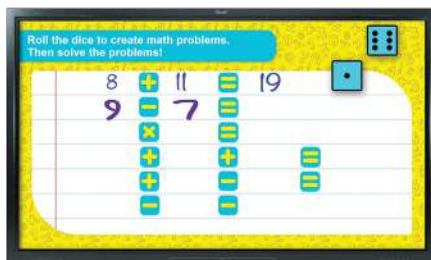 Roll the dice to create math problems.
Then solve the problems!
8 + 11 = 19
9 - 7 =
× =
+ + =
+ - =
- -